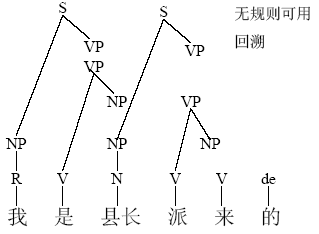 S S 无规则可用
VP VP 回溯
VP
NP VP
NP NP NP
R V N V V de
我 是 县长 派 来 的